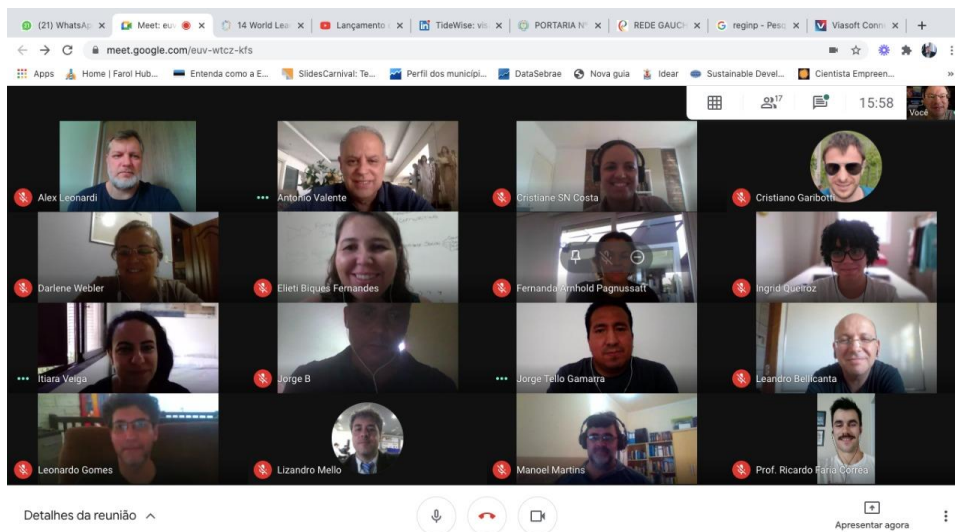 (21) WhatsAp
Meet: euv
14 World Lea
Lançamento
TideWise: vis
PORTARIA Nº
REDE GAUCH
reginp - Pesq
Viasoft Conn
meet.google.com/euv-wtcz-kfs
Apps
Home | Farol Hub...
Entenda como a E...
SlidesCarnival: Te...
Perfil dos municípi...
DataSebrae
Nova guia
Idear
Sustainable Devel...
Cientista Empreen...
17
15:58
Você
Alex Leonardi
Antonio Valente
Cristiane SN Costa
Cristiano Garibotti
Darlene Webler
Elieti Biques Fernandes
Fernanda Arnhold Pagnussatt
Ingrid Queiroz
Itiara Veiga
Jorge B
Jorge Tello Gamarra
Leandro Bellicanta
Leonardo Gomes
Lizandro Mello
Manoel Martins
Prof. Ricardo Faria Corrêa
Detalhes da reunião
Apresentar agora